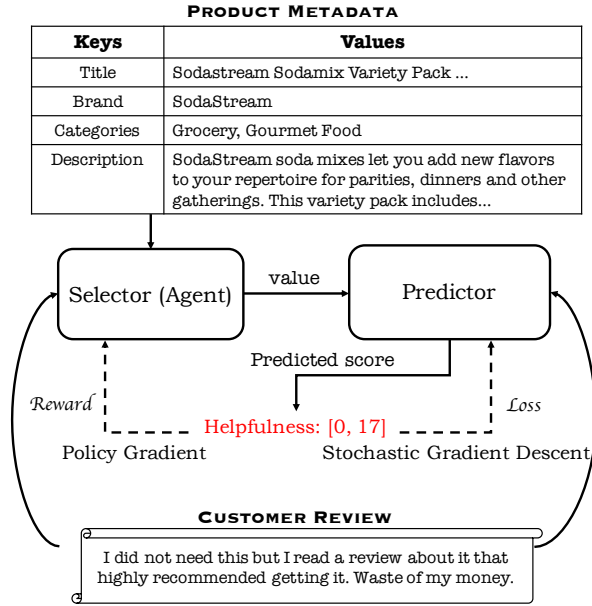 PRODUCT METADATA
Keys Values
Title Sodastream Sodamix Variety Pack ...
Brand SodaStream
Categories Grocery, Gourmet Food
Description SodaStream soda mixes let you add new flavors
to your repertoire for parities, dinners and other
gatherings. This variety pack includes...
Selector (Agent)
value
Predictor
Predicted score
Reward
Loss
Helpfulness: [0, 17]
Policy Gradient
Stochastic Gradient Descent
CUSTOMER REVIEW
I did not need this but I read a review about it that
highly recommended getting it. Waste of my money.